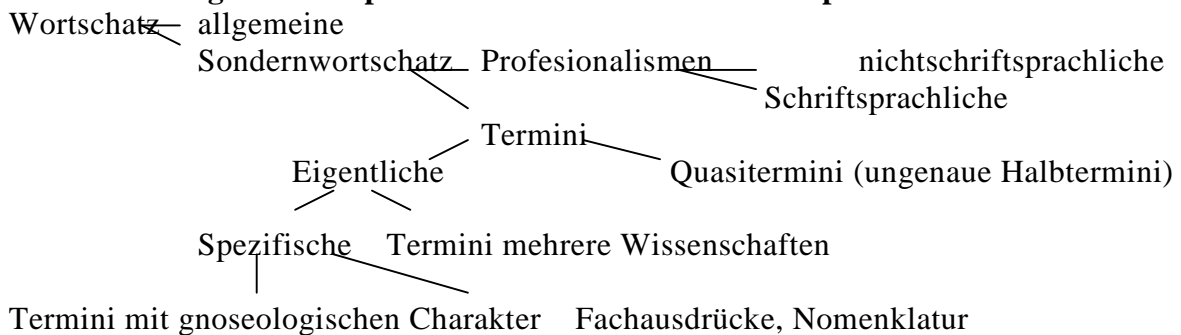 Wortschatz allgemeine
Sondernwortschatz Profesionalismen nichtschriftsprachliche
Schriftsprachliche
Termini
Eigentliche Quasitermini (ungenaue Halbtermini)
Spezifische Termini mehrere Wissenschaften
Termini mit gnoseologischen Charakter Fachausdrücke, Nomenklatur